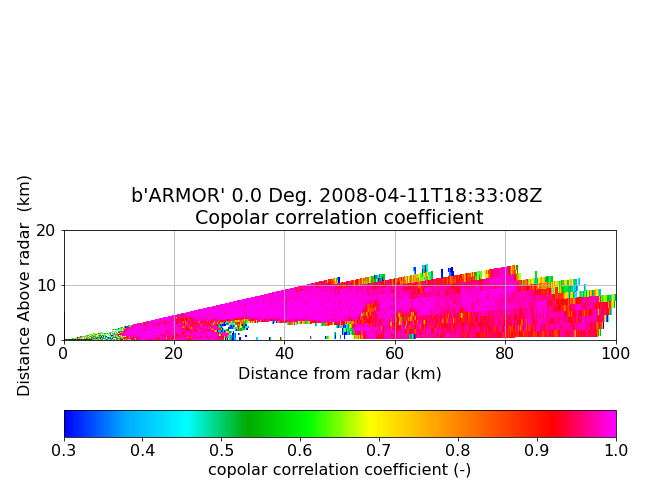 b'ARMOR' 0.0 Deg. 2008-04-11T18:33:08Z
Copolar correlation coefficient
Distance Above radar  (km)
20
10
0
0 20 40 60 80 100
Distance from radar (km)
0.3 0.4 0.5 0.6 0.7 0.8 0.9 1.0
copolar correlation coefficient (-)